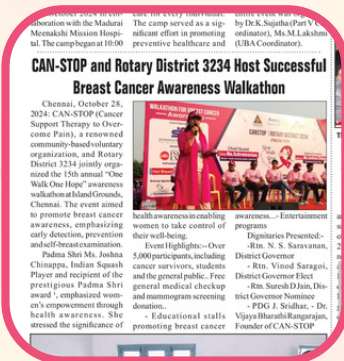 laboration with the Madurai
Meenakshi Mission Hospi-
tal. The camp began at 10:00
care for every individual.
The camp served as a sig-
nificant effort in promoting
preventive healthcare and
by Dr.K. Sujatha (Part V C
ordinator), Ms.M.Lakshmi
(UBA Coordinator).
CAN-STOP and Rotary District 3234 Host Successful
Breast Cancer Awareness Walkathon
Chennai, October 28,
2024: CAN-STOP (Cancer
Support Therapy to Over-
come Pain), a renowned
community-based voluntary
organization, and Rotary
District 3234 jointly orga-
nized the 15th annual "One
Walk One Hope" awareness
walkathon at Island Grounds,
Chennai. The event aimed
to promote breast cancer
awareness, emphasizing
early detection, prevention
and self-breast examination.
Padma Shri Ms. Joshna
Chinappa, Indian Squash
Player and recipient of the
prestigious Padma Shri
award ¹, emphasized wom-
en's empowerment through
health awareness. She
stressed the significance of
WALKATHON FOR BREAST CANCER
CANSTOP
health awareness in enabling
women to take control of
their well-being.
Event Highlights:-- Over
5,000 participants, including
cancer survivors, students
and the general public.. Free
general medical checkup
and mammogram screening
donation..
- Educational stalls
promoting breast cancer
awareness...- Entertainment
programs
Dignitaries Presented:-
-Rtn. N. S. Saravanan,
District Governor
- Rtn. Vinod Saraogi,
District Governor Elect
- Rtn. Suresh D Jain, Dis-
trict Governor Nominee
- PDG J. Sridhar, - Dr.
Vijaya Bharathi Rangarajan,
Founder of CAN-STOP